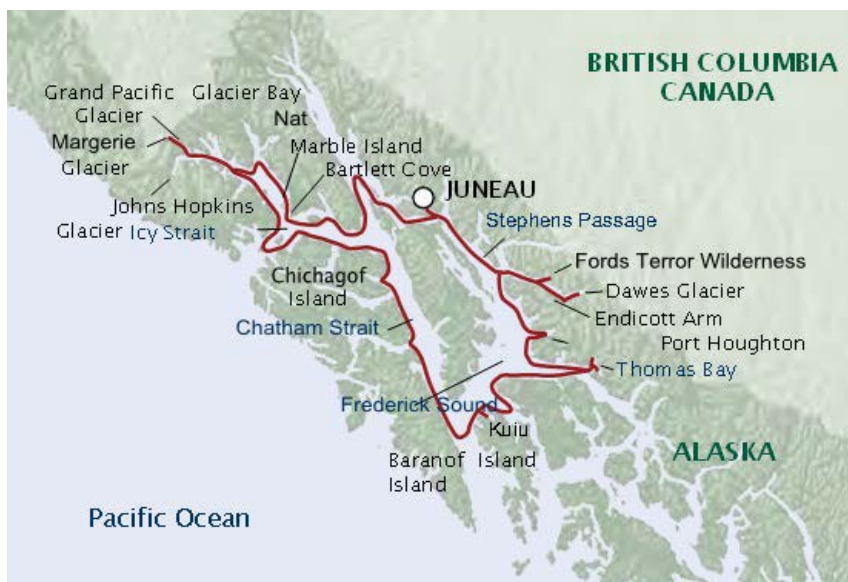 BRITISH COLUMBIA
CANADA
Grand Pacific
Glacier
Glacier Bay
Nat
Margerie
Glacier
Marble Island
Bartlett Cove
JUNEAU
Johns Hopkins
Glacier
Icy Strait
Stephens Passage
Fords Terror Wilderness
Chichagof
Island
Dawes Glacier
Endicott Arm
Chatham Strait
Port Houghton
Thomas Bay
Frederick Sound
Kuiu
Island
Baranof
Island
ALASKA
Pacific Ocean